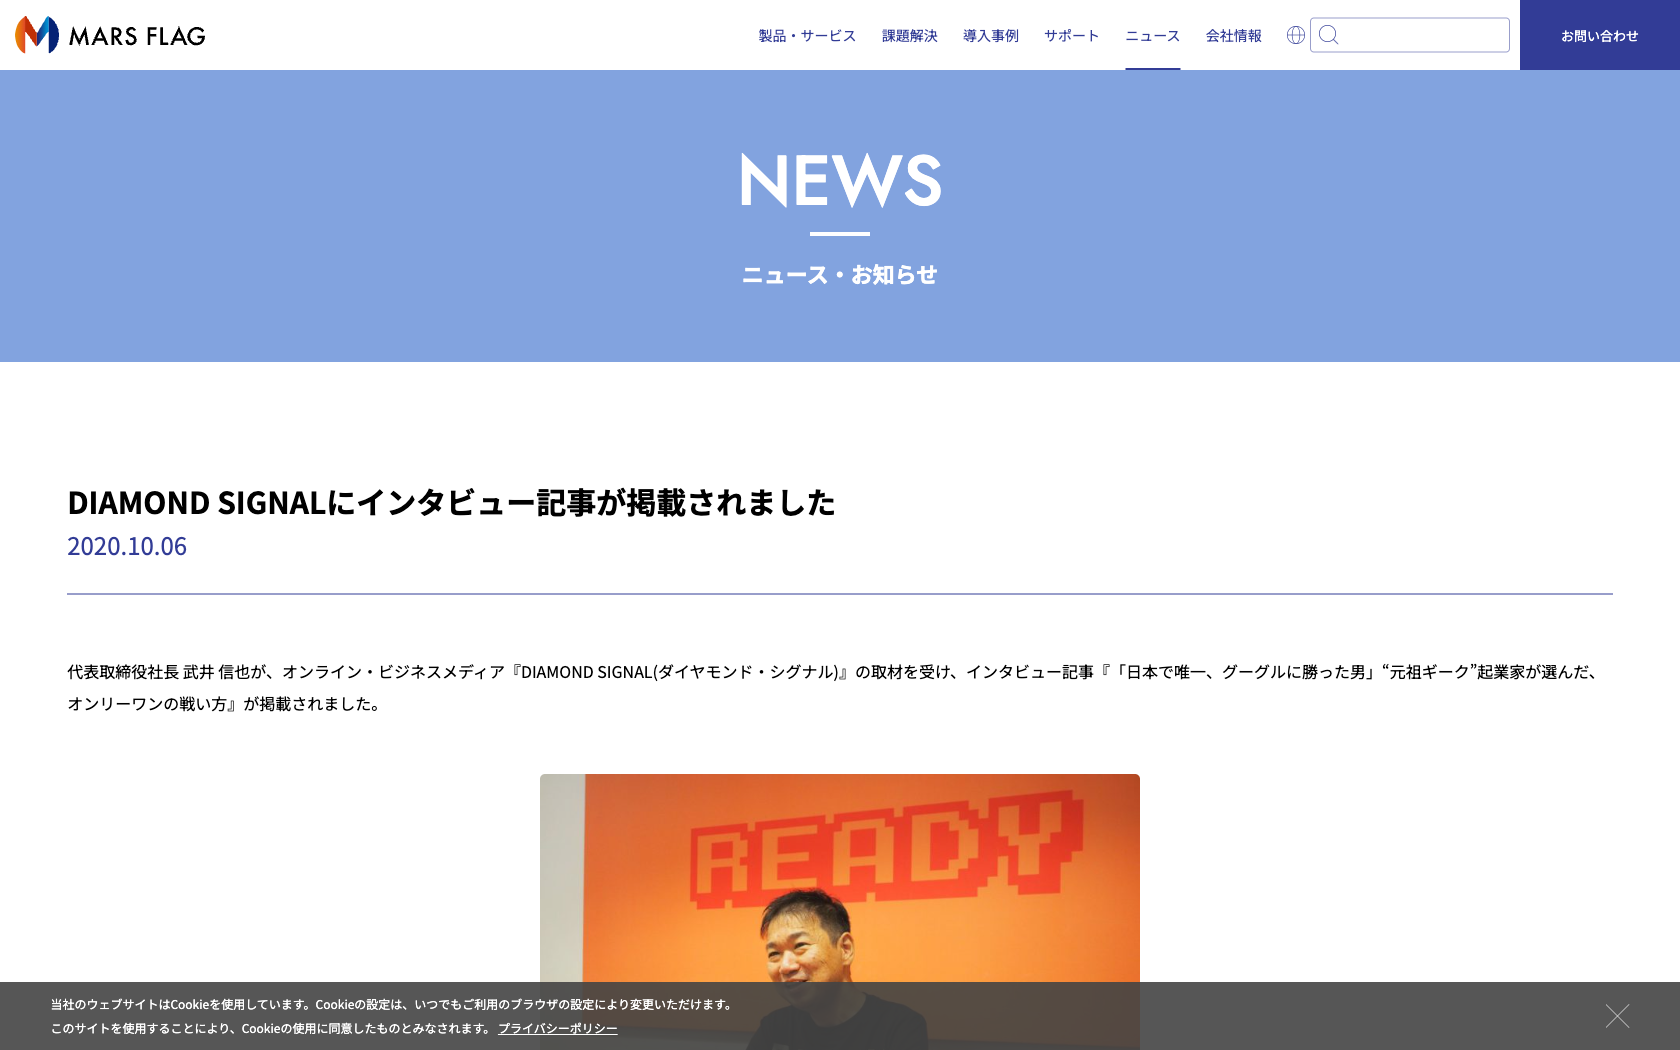 MARS FLAG
製品・サービス 課題解決 導入事例 サポート ニュース 会社情報 お問い合わせ
NEWS
ニュース・お知らせ
DIAMOND SIGNALにインタビュー記事が掲載されました
2020.10.06
代表取締役社長 武井 信也が、オンライン・ビジネスメディア『DIAMOND SIGNAL(ダイヤモンド・シグナル)』の取材を受け、インタビュー記事『「日本で唯一、グーグルに勝った男」“元祖ギーク”起業家が選んだ、
オンリーワンの戦い方』が掲載されました。
READY
当社のウェブサイトはCookieを使用しています。Cookieの設定は、いつでもご利用のブラウザの設定により変更いただけます。
このサイトを使用することにより、Cookieの使用に同意したものとみなされます。 プライバシーポリシー